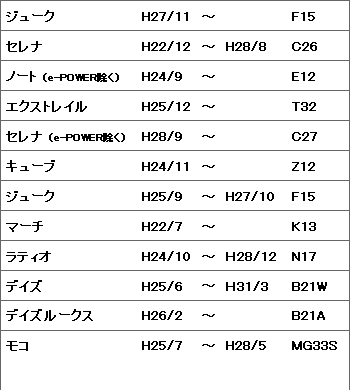 ジューク H27/11 ～ F15
セレナ H22/12 ～ H28/8 C26
ノート（e-POWER除く） H24/9 ～ E12
エクストレイル H25/12 ～ T32
セレナ（e-POWER除く） H28/9 ～ C27
キューブ H24/11 ～ Z12
ジューク H25/9 ～ H27/10 F15
マーチ H22/7 ～ K13
ラティオ H24/10 ～ H28/12 N17
デイズ H25/6 ～ H31/3 B21W
デイズルークス H26/2 ～ B21A
モコ H25/7 ～ H28/5 MG33S